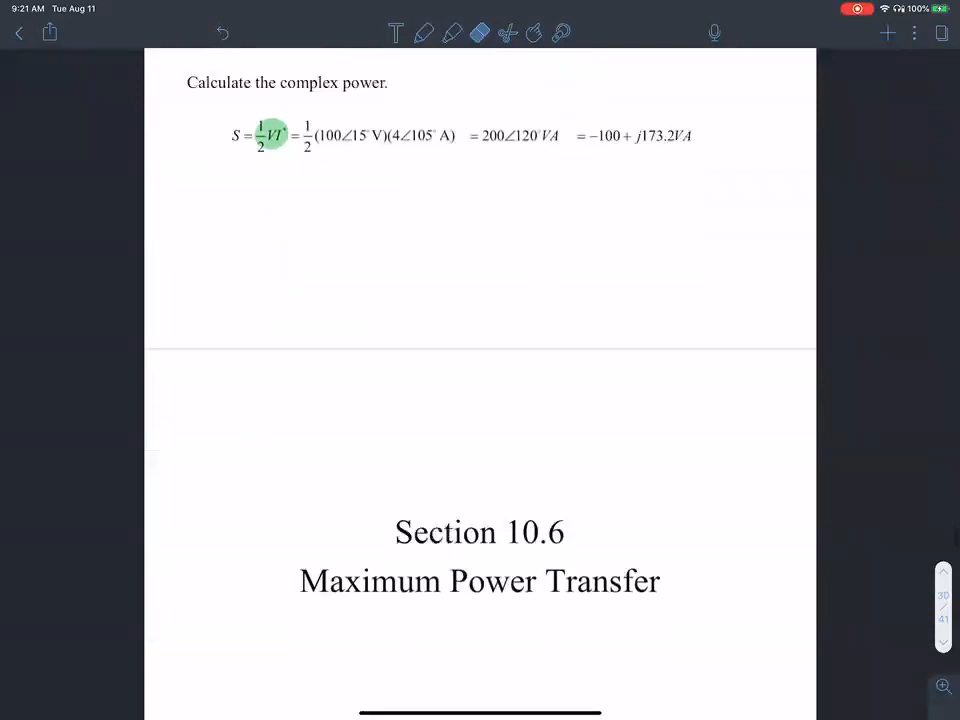 9:21 AM Tue Aug 11
100%
Calculate the complex power.
S = 1/2 VI* = 1/2 (100∠15° V)(4∠105° A) = 200∠120° VA = −100 + j173.2VA
Section 10.6
Maximum Power Transfer
30
/
41